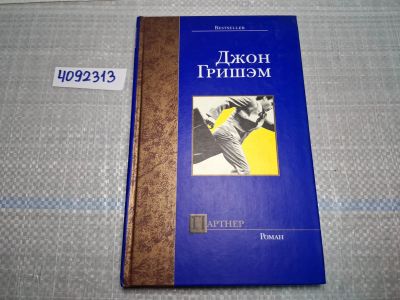 4092313
BESTSELLER
ДЖОН
ГРИШЭМ
ПАРТНЕР
РОМАН